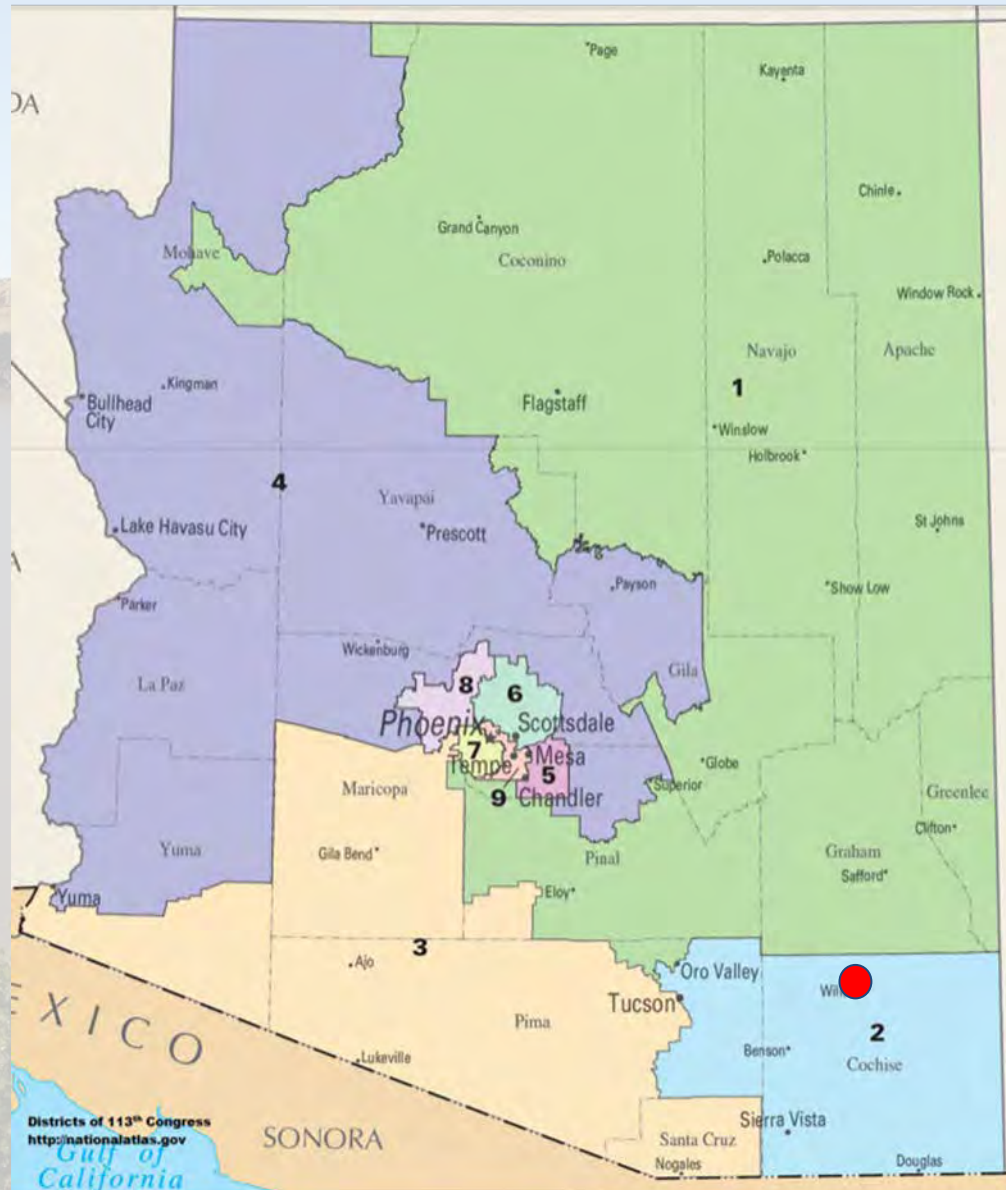 DA
Page
Kayenta
Chinle
Grand Canyon
Mohave
Coconino
Polacca
Window Rock
Navajo
Apache
1
Kingman
Bullhead
City
Flagstaff
Winslow
Holbrook
4
Yavapai
Lake Havasu City
Prescott
St Johns
A
Payson
Show Low
Parker
Wickenburg
Gila
La Paz
8
6
Phoenix
Scottsdale
7
Mesa
Tempe
5
Globe
Superior
9
Chandler
Maricopa
Greenlee
Clifton
Yuma
Gila Bend
Pinal
Graham
Safford
Eloy
Yuma
3
Ajo
Oro Valley
Tucson
Wil
Pima
2
Benson
Cochise
EXICO
Lukeville
Districts of 113th Congress
http://nationalatlas.gov
Gulf of
California
SONORA
Sierra Vista
Santa Cruz
Nogales
Douglas